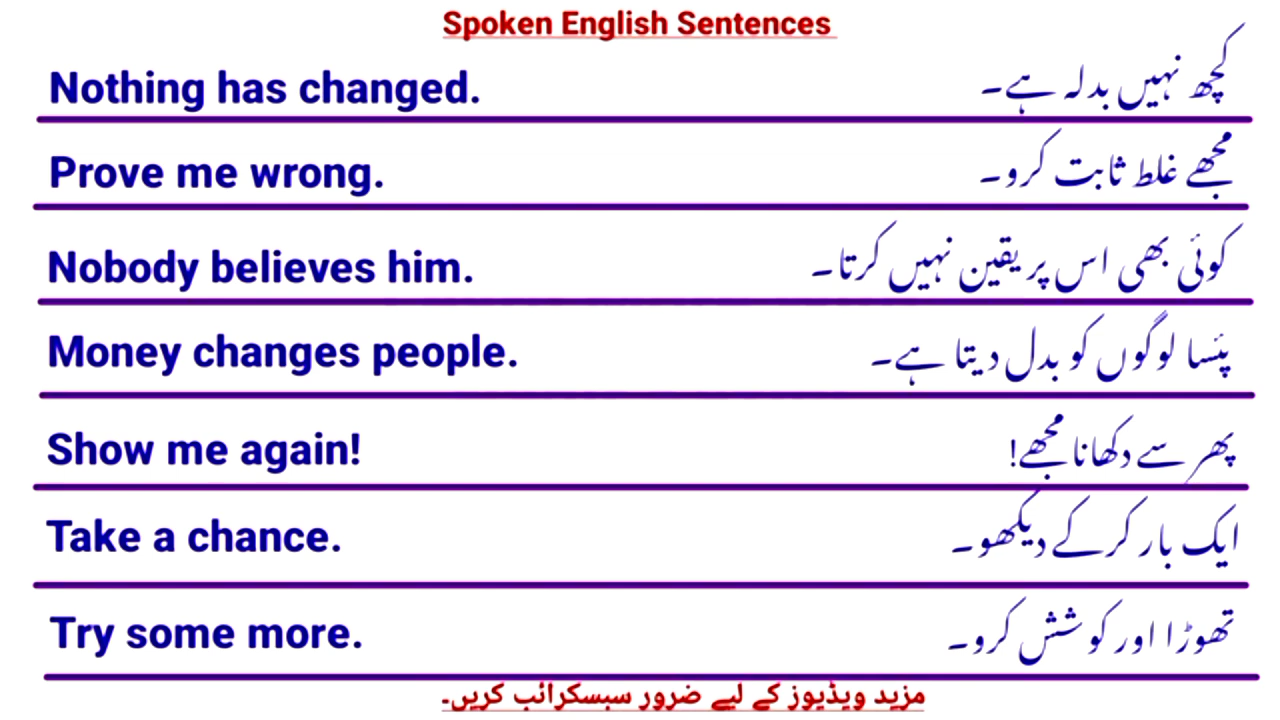 Spoken English Sentences
Nothing has changed. کچھ نہیں بدلہ ہے۔
Prove me wrong. مجھے غلط ثابت کرو۔
Nobody believes him. کوئی بھی اس پر یقین نہیں کرتا۔
Money changes people. پئسا لوگوں کو بدل دیتا ہے۔
Show me again! پھر سے دکھانا مجھے!
Take a chance. ایک بار کرکے دیکھو۔
Try some more. تھوڑا اور کوشش کرو۔
مزید ویڈیوز کے لیے ضرور سبسکرائب کریں۔